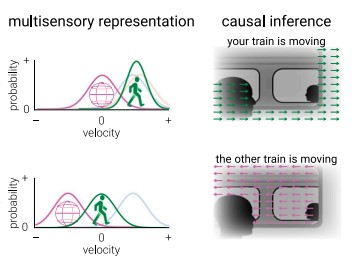 multisensory representation
causal inference
your train is moving
probability
+
0
− 0 +
velocity
the other train is moving
probability
+
0
− 0 +
velocity